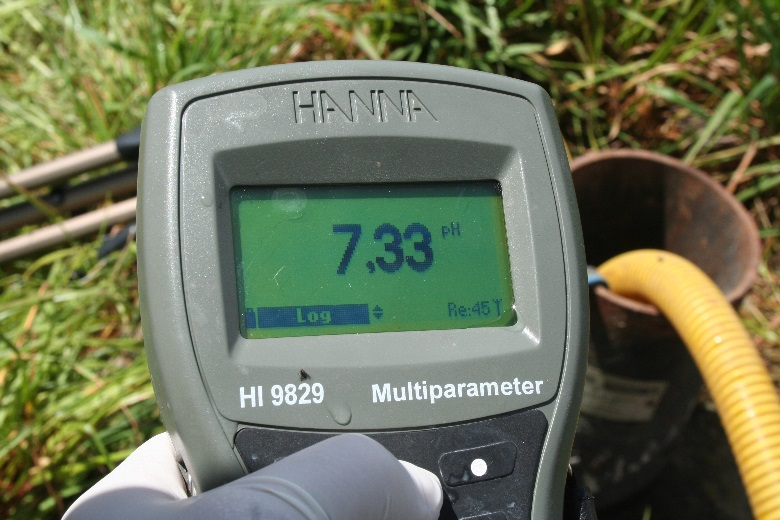 HANNA
7,33 pH
Log Re:45
HI 9829 Multiparameter